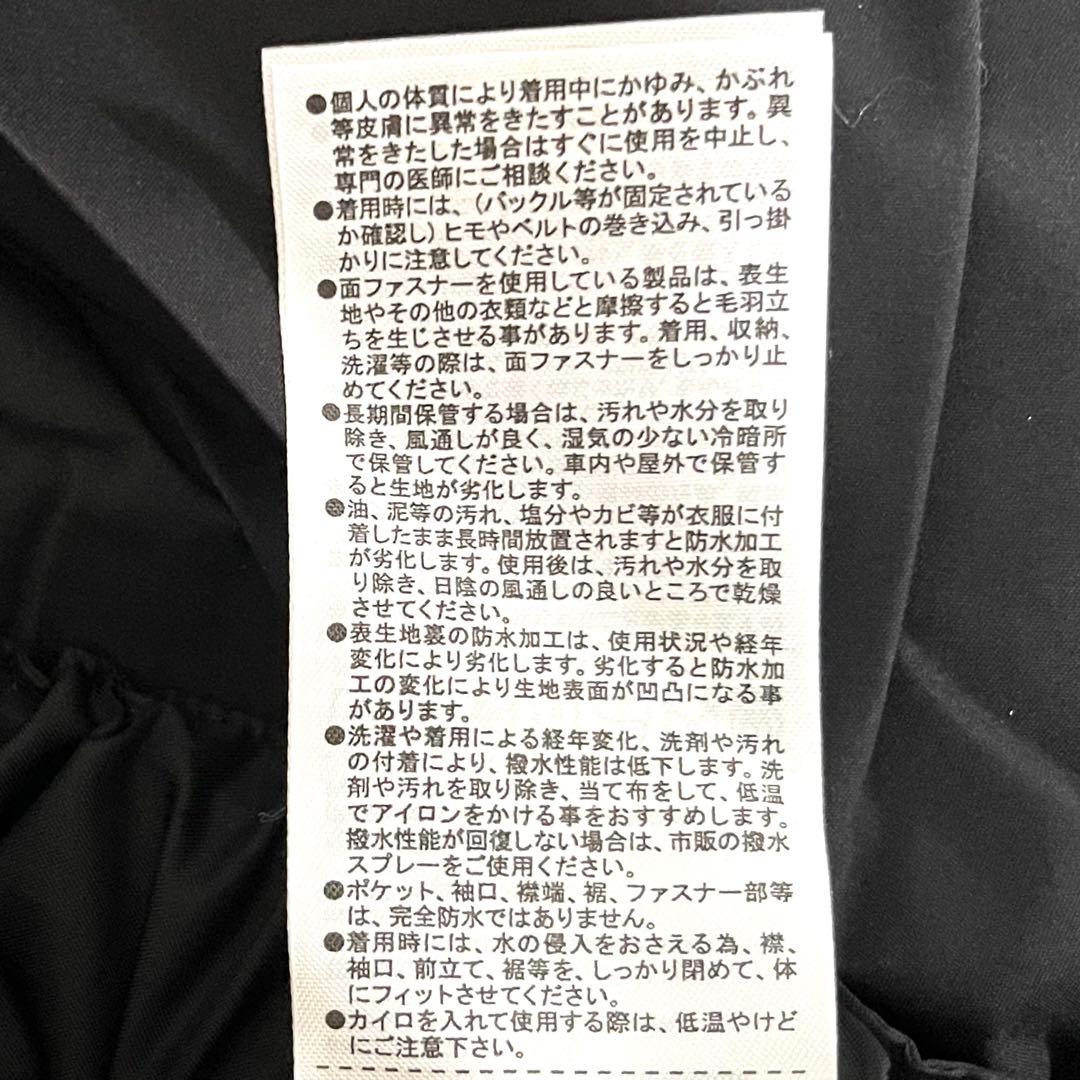 ●個人の体質により着用中にかゆみ、かぶれ
等皮膚に異常をきたすことがあります。異
常をきたした場合はすぐに使用を中止し、
専門の医師にご相談ください。
●着用時には、(バックル等が固定されている
か確認し)ヒモやベルトの巻き込み、引っ掛
かりに注意してください。
●面ファスナーを使用している製品は、表生
地やその他の衣類などと摩擦すると毛羽立
ちを生じさせる事があります。着用、収納、
洗濯等の際は、面ファスナーをしっかり止
めてください。
●長期間保管する場合は、汚れや水分を取り
除き、風通しが良く、湿気の少ない冷暗所
で保管してください。車内や屋外で保管す
ると生地が劣化します。
●油、泥等の汚れ、塩分やカビ等が衣服に付
着したまま長時間放置されますと防水加工
が劣化します。使用後は、汚れや水分を取
り除き、日陰の風通しの良いところで乾燥
させてください。
●表生地裏の防水加工は、使用状況や経年
変化により劣化します。劣化すると防水加
工の変化により生地表面が凹凸になる事
があります。
●洗濯や着用による経年変化、洗剤や汚れ
の付着により、撥水性能は低下します。洗
剤や汚れを取り除き、当て布をして、低温
でアイロンをかける事をおすすめします。
撥水性能が回復しない場合は、市販の撥水
スプレーをご使用ください。
●ポケット、袖口、襟端、裾、ファスナー部等
は、完全防水ではありません。
●着用時には、水の侵入をおさえる為、襟、
袖口、前立て、裾等を、しっかり閉めて、体
にフィットさせてください。
●カイロを入れて使用する際は、低温やけど
にご注意下さい。